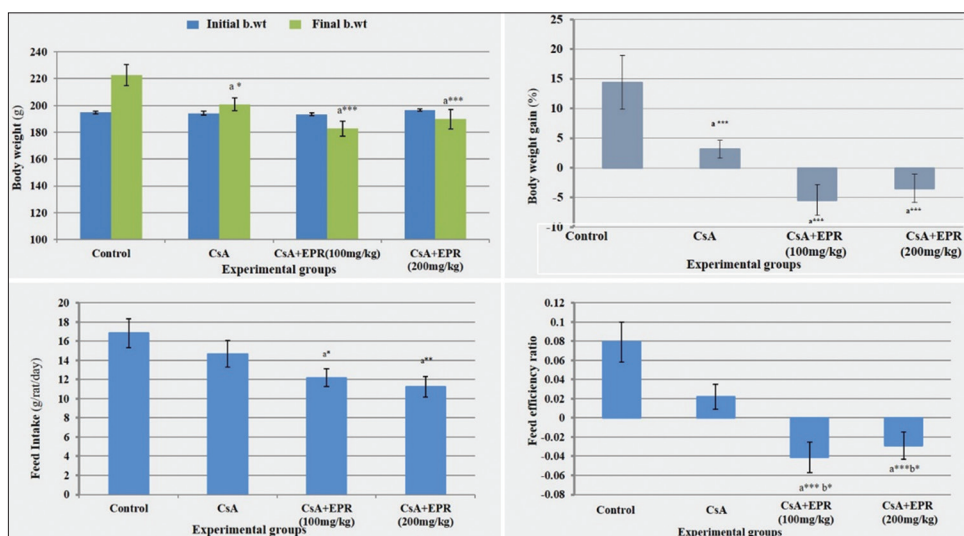 Initial b.wt Final b.wt
Body weight (g)
240
220
200
180
160
140
120
100
a *
a***
a***
Control CsA CsA+EPR(100mg/kg) CsA+EPR
(200mg/kg)
Experimental groups
Body weight gain (%)
25
20
15
10
5
0
-5
-10
a ***
a***
a***
Control CsA CsA+EPR CsA+EPR
(100mg/kg) (200mg/kg)
Experimental groups
Feed Intake (g/rat/day)
20
18
16
14
12
10
8
6
4
2
0
a*
a**
Control CsA CsA+EPR CsA+EPR
(100mg/kg) (200mg/kg)
Experimental groups
Feed efficiency ratio
0.12
0.1
0.08
0.06
0.04
0.02
0
-0.02
-0.04
-0.06
-0.08
a*** b*
a***b*
Control CsA CsA+EPR CsA+EPR
(100mg/kg) (200mg/kg)
Experimental groups